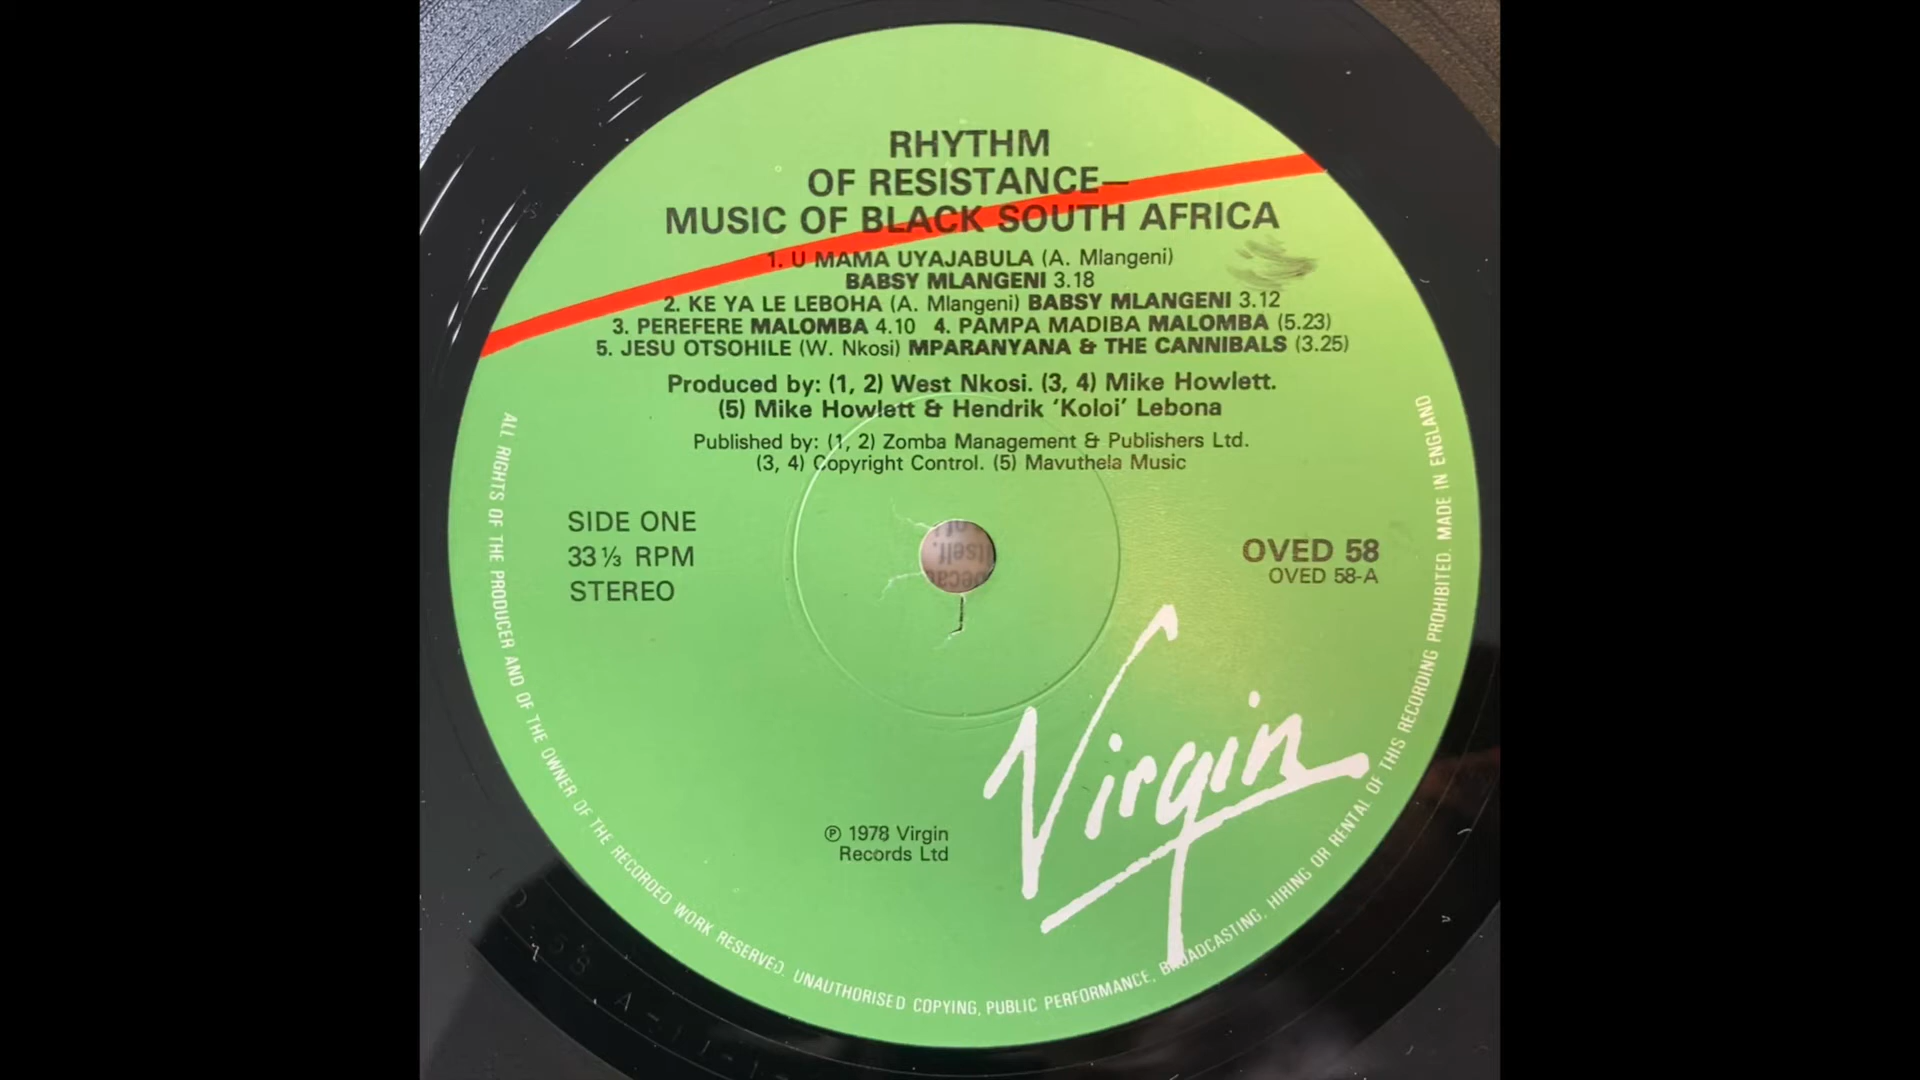 RHYTHM
OF RESISTANCE—
MUSIC OF BLACK SOUTH AFRICA
1. U MAMA UYAJABULA (A. Mlangeni)
BABSY MLANGENI 3.18
2. KE YA LE LEBOHA (A. Mlangeni) BABSY MLANGENI 3.12
3. PEREFERE MALOMBA 4.10 4. PAMPA MADIBA MALOMBA (5.23)
5. JESU OTSOHILE (W. Nkosi) MPARANYANA & THE CANNIBALS (3.25)
Produced by: (1, 2) West Nkosi. (3, 4) Mike Howlett.
(5) Mike Howlett & Hendrik ‘Koloi’ Lebona
Published by: (1, 2) Zomba Management & Publishers Ltd.
(3, 4) Copyright Control. (5) Mavuthela Music
SIDE ONE
33⅓ RPM
STEREO
OVED 58
OVED 58-A
itself.
Virgin
℗ 1978 Virgin
Records Ltd
ALL RIGHTS OF THE PRODUCER AND OF THE OWNER OF THE RECORDED WORK RESERVED. UNAUTHORISED COPYING, PUBLIC PERFORMANCE, BROADCASTING, HIRING OR RENTAL OF THIS RECORDING PROHIBITED. MADE IN ENGLAND